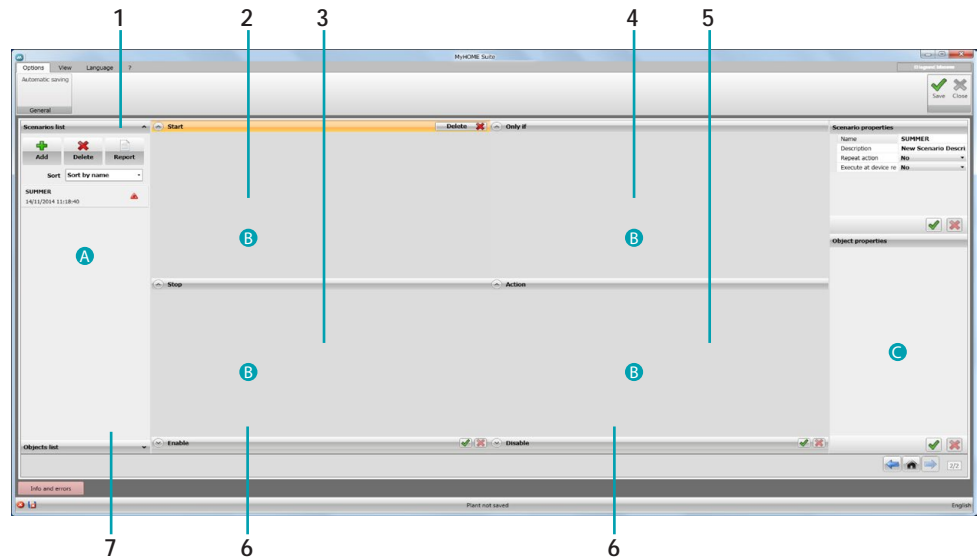 1 2 3 4 5
MyHOME Suite
Options View Language ?
Automatic saving
General
Save Close
Scenarios list
Add Delete Report
Sort Sort by name
SUMMER
14/11/2014 11:18:40
A
Start Delete
B
Only if
B
Stop
B
Action
B
Enable
Disable
Scenario properties
Name SUMMER
Description New Scenario Descri
Repeat action No
Execute at device re No
Object properties
C
Objects list
2/2
Info and errors
Plant not saved
English
7 6 6